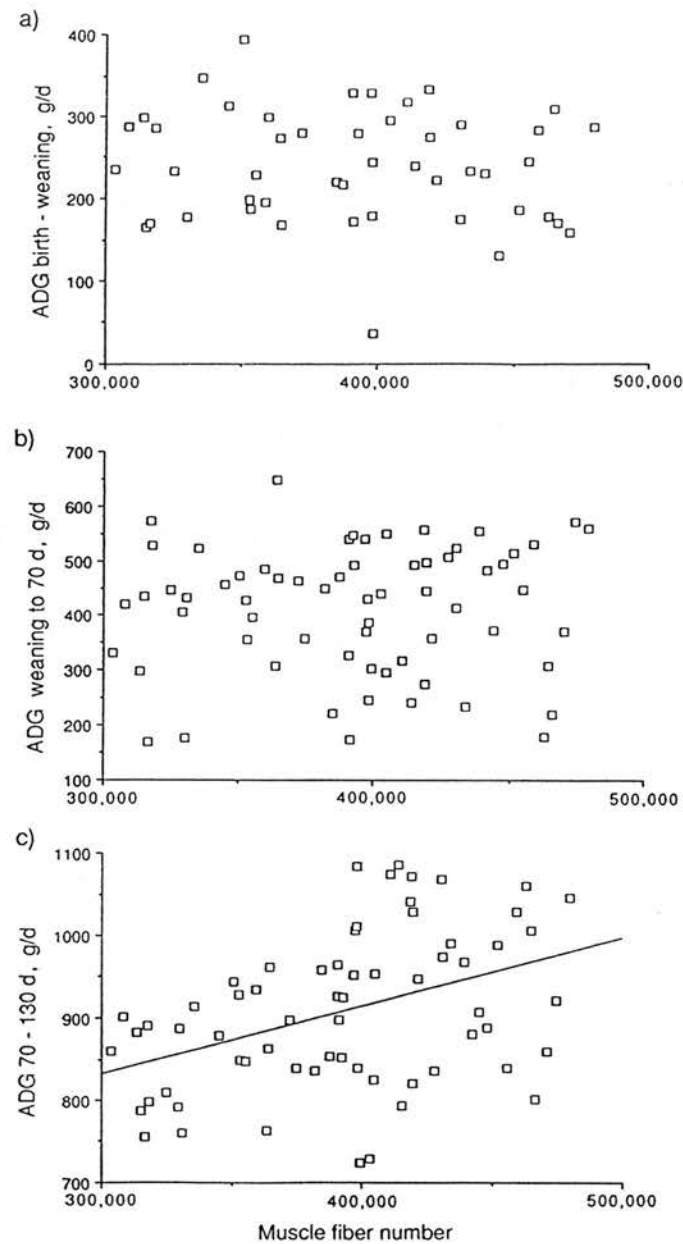 a)
ADG birth - weaning, g/d
400
300
200
100
0
300,000 400,000 500,000
b)
ADG weaning to 70 d, g/d
700
600
500
400
300
200
100
300,000 400,000 500,000
c)
ADG 70 - 130 d, g/d
1100
1000
900
800
700
300,000 400,000 500,000
Muscle fiber number